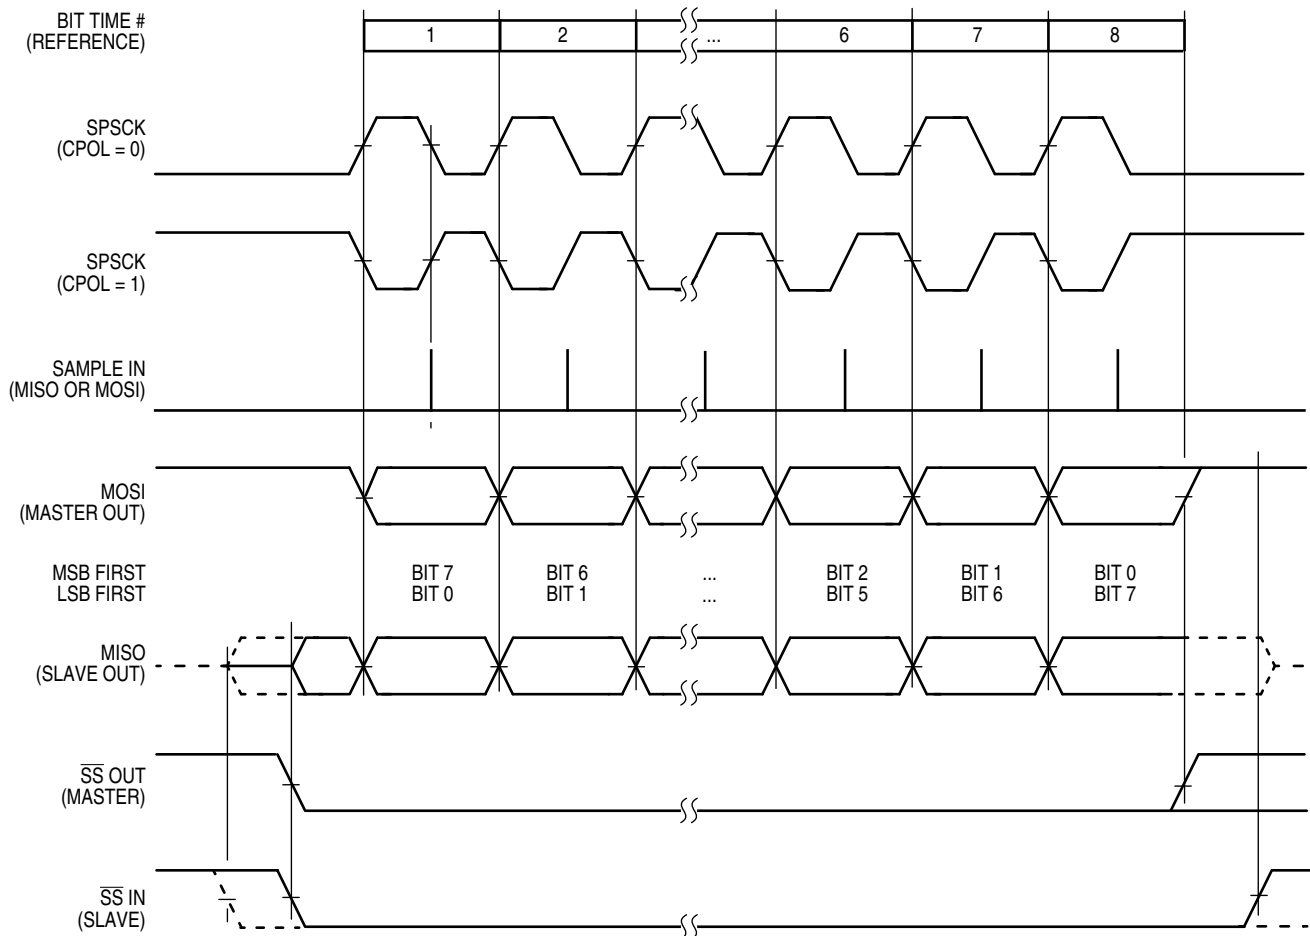 BIT TIME #
(REFERENCE)
1 2 ... 6 7 8
SPSCK
(CPOL = 0)
SPSCK
(CPOL = 1)
SAMPLE IN
(MISO OR MOSI)
MOSI
(MASTER OUT)
MSB FIRST BIT 7 BIT 6 ... BIT 2 BIT 1 BIT 0
LSB FIRST BIT 0 BIT 1 ... BIT 5 BIT 6 BIT 7
MISO
(SLAVE OUT)
S̅S̅ OUT
(MASTER)
S̅S̅ IN
(SLAVE)